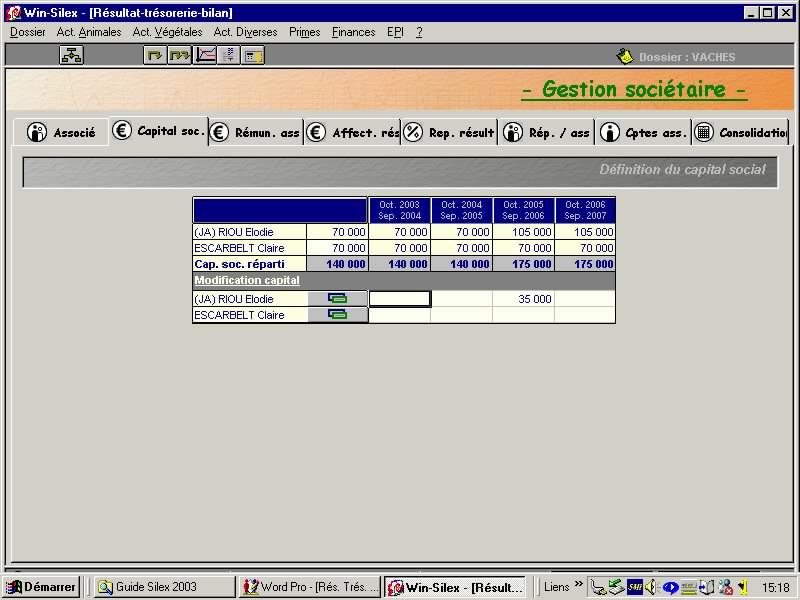 Win-Silex - [Résultat-trésorerie-bilan]
Dossier Act. Animales Act. Végétales Act. Diverses Primes Finances EPI ?
Dossier : VACHES
- Gestion sociétaire -
Associé Capital soc. Rémun. ass Affect. rés Rep. résult Rép. / ass Cptes ass. Consolidation
Définition du capital social
Oct. 2003 Oct. 2004 Oct. 2005 Oct. 2006
Sep. 2004 Sep. 2005 Sep. 2006 Sep. 2007
(JA) RIOU Elodie 70 000 70 000 70 000 105 000 105 000
ESCARBELT Claire 70 000 70 000 70 000 70 000 70 000
Cap. soc. réparti 140 000 140 000 140 000 175 000 175 000
Modification capital
(JA) RIOU Elodie 35 000
ESCARBELT Claire
Démarrer Guide Silex 2003 Word Pro - [Rés. Trés. ... Win-Silex - [Résult... Liens » 15:18